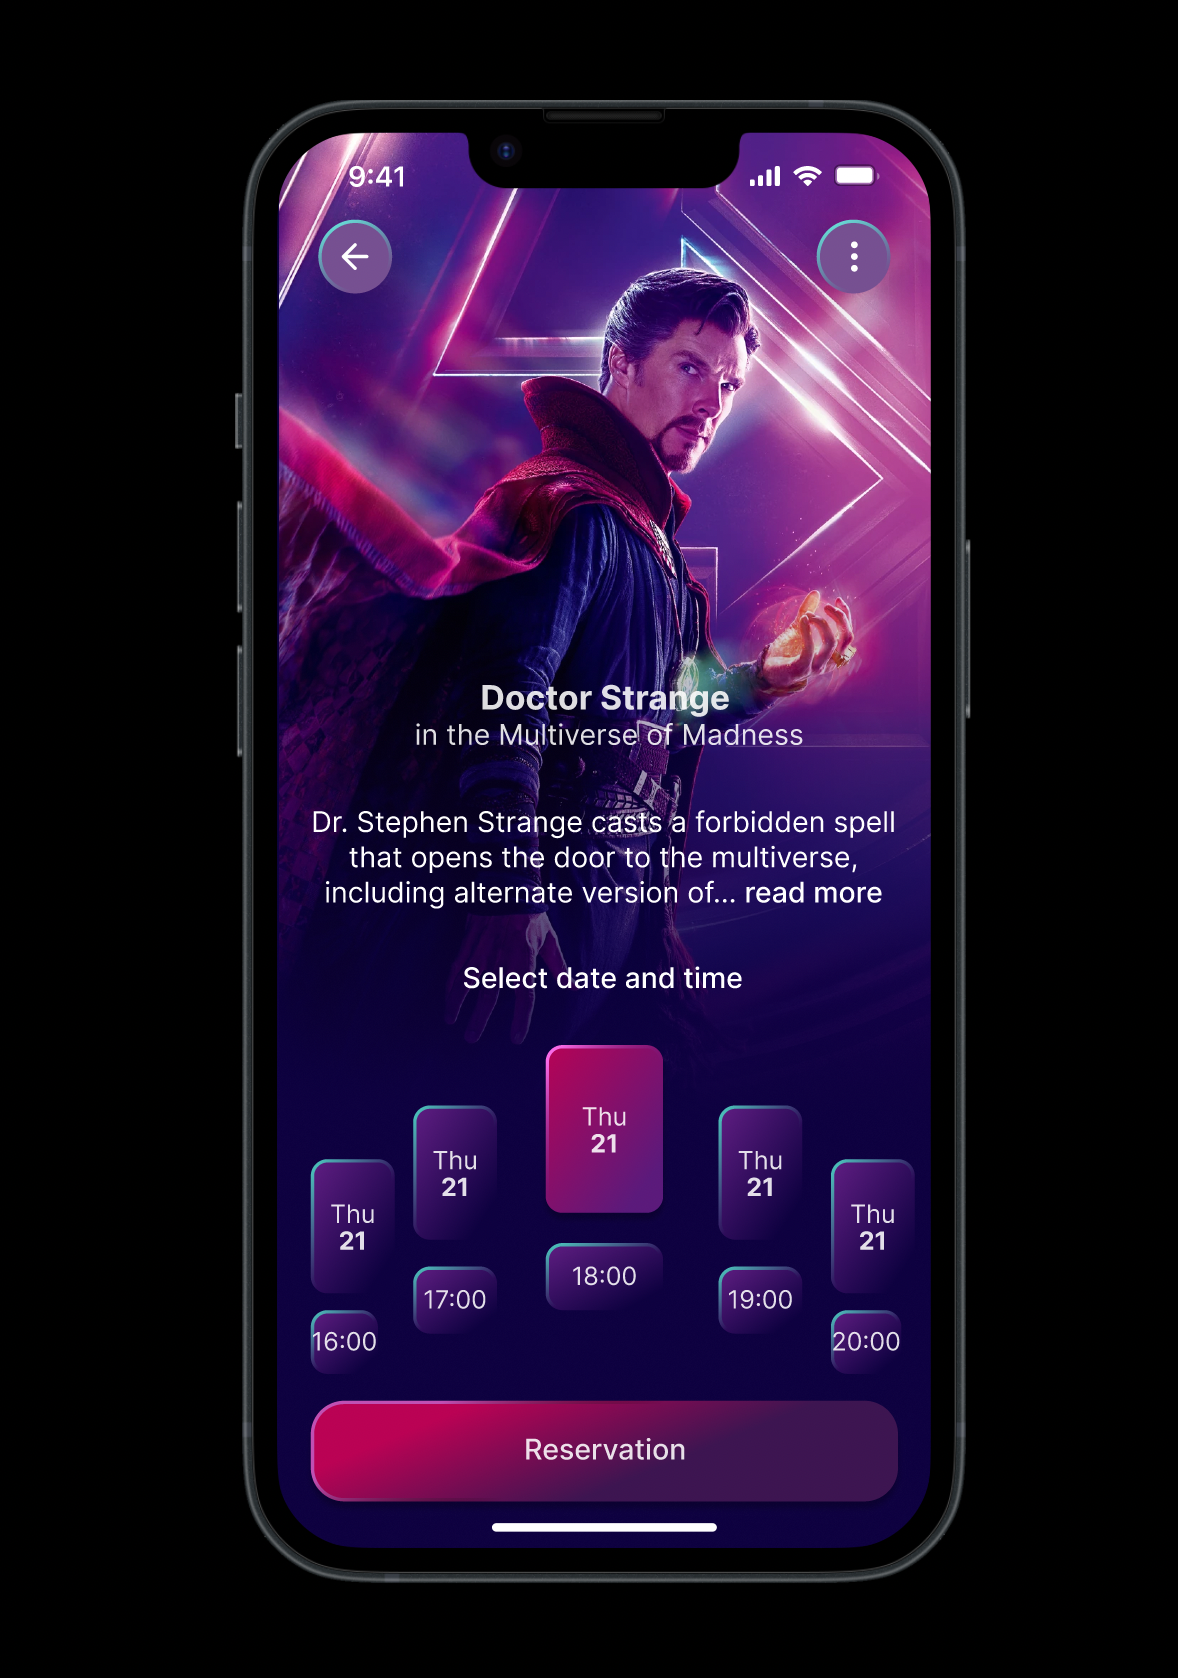 9:41
Doctor Strange
in the Multiverse of Madness
Dr. Stephen Strange casts a forbidden spell
that opens the door to the multiverse,
including alternate version of... read more
Select date and time
Thu
21
Thu
21
Thu
21
Thu
21
Thu
21
16:00
17:00
18:00
19:00
20:00
Reservation